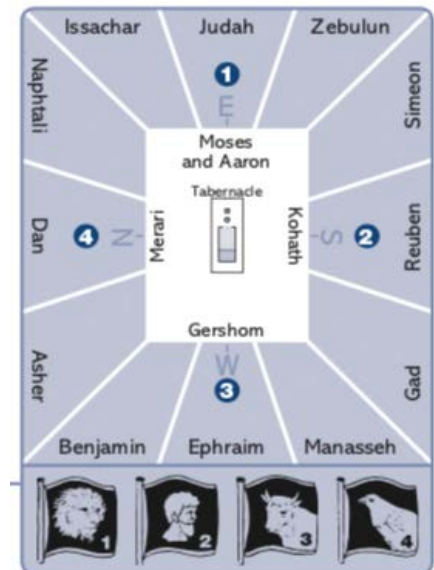 Issachar
Judah
Zebulun
Naphtali
Simeon
1
E
Moses
and Aaron
Tabernacle
Dan
4
N
Merari
Kohath
S
2
Reuben
Gershom
W
3
Asher
Gad
Benjamin
Ephraim
Manasseh
1
2
3
4